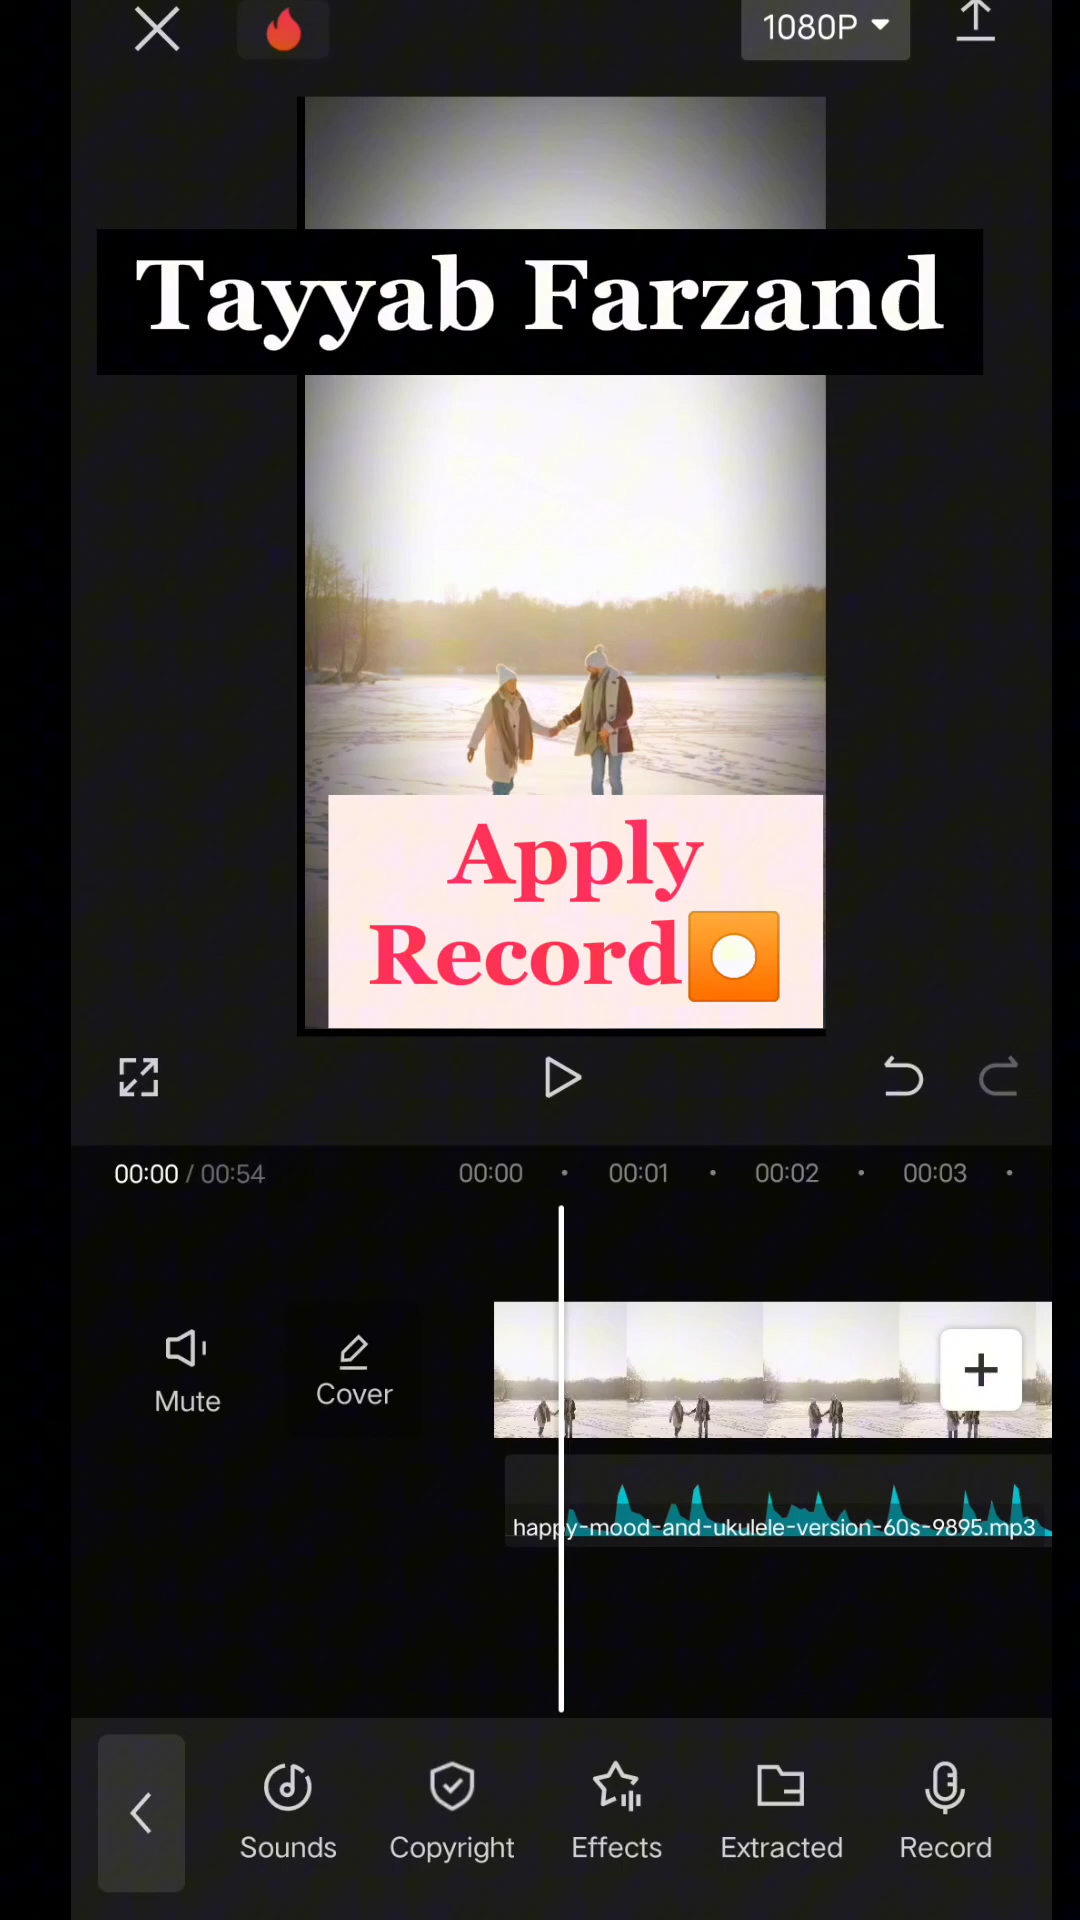 1080P
Tayyab Farzand
Apply
Record
00:00 / 00:54
00:00
00:01
00:02
00:03
Mute
Cover
happy-mood-and-ukulele-version-60s-9895.mp3
Sounds
Copyright
Effects
Extracted
Record